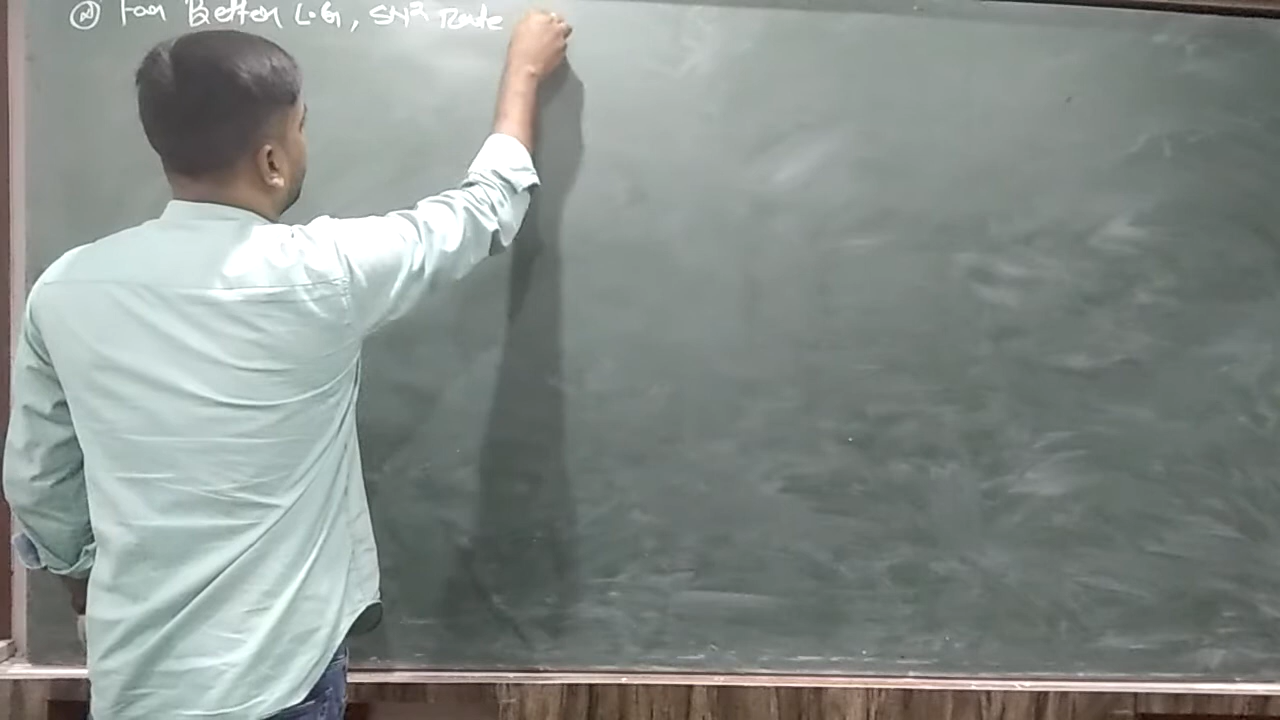 ② For Better L.G, SN² Rate